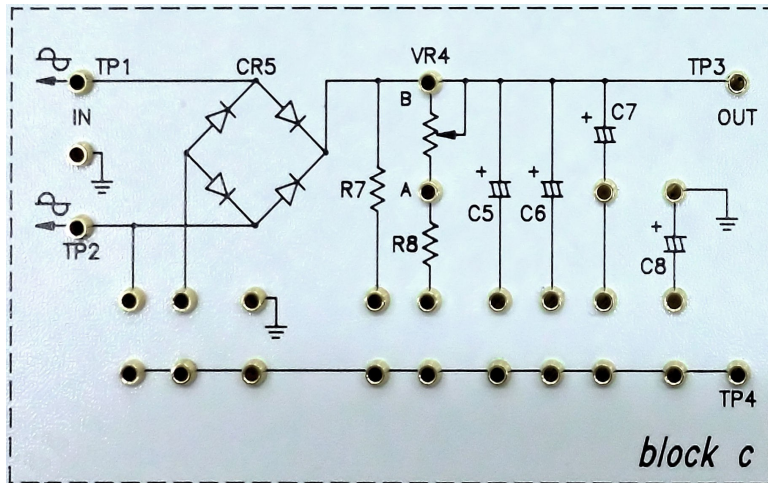 TP1
CR5
VR4
TP3
IN
B
C7
OUT
+
R7
A
+
+
C5
C6
TP2
R8
+
C8
TP4
block c